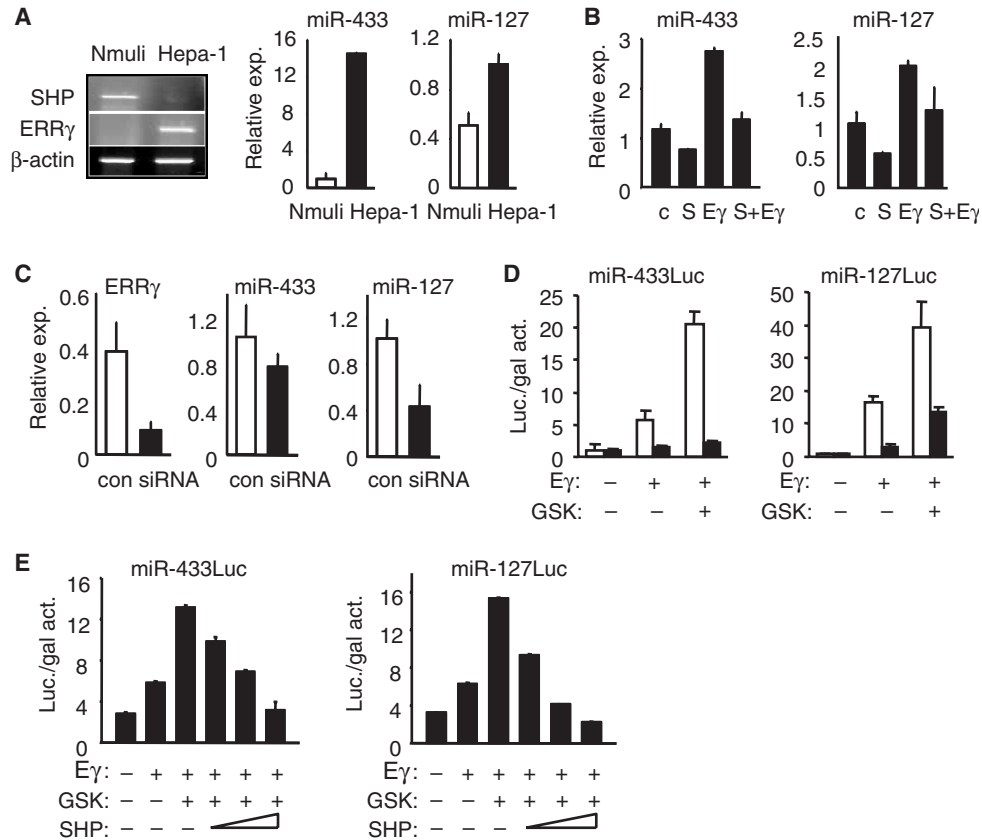 A
Nmuli Hepa-1
SHP
ERRγ
β-actin
miR-433
Relative exp.
16
12
8
4
0
Nmuli Hepa-1
miR-127
1.2
0.8
0.4
0
Nmuli Hepa-1
B
miR-433
Relative exp.
3
2
1
0
c S Eγ S+Eγ
miR-127
2.5
2
1.5
1
0.5
0
c S Eγ S+Eγ
C
ERRγ
Relative exp.
0.6
0.4
0.2
0
con siRNA
miR-433
1.2
0.8
0.4
0
con siRNA
miR-127
1.2
0.8
0.4
0
con siRNA
D
miR-433Luc
Luc./gal act.
25
20
15
10
5
0
Eγ: – + +
GSK: – – +
miR-127Luc
50
40
30
20
10
0
Eγ: – + +
GSK: – – +
E
miR-433Luc
Luc./gal act.
16
12
8
4
0
Eγ: – + + + + +
GSK: – – + + + +
SHP: – – –
miR-127Luc
Luc./gal act.
16
12
8
4
0
Eγ: – + + + + +
GSK: – – + + + +
SHP: – – –